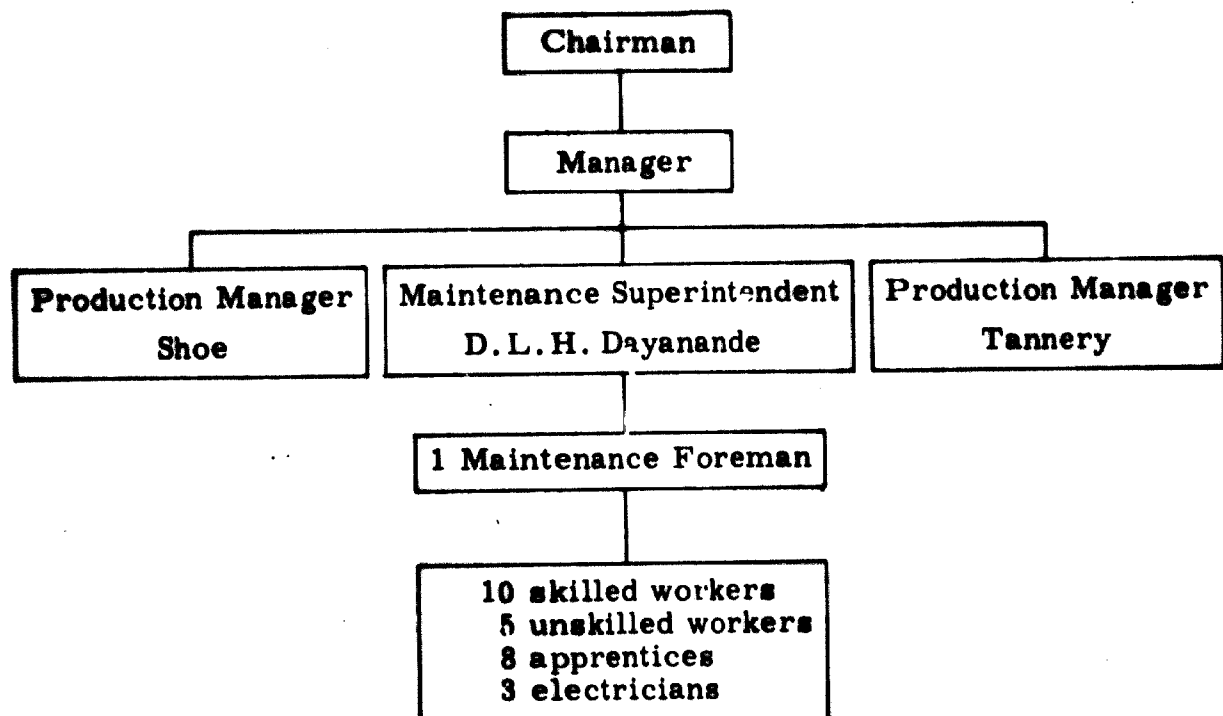 Chairman
Manager
Production Manager
Shoe
Maintenance Superintendent
D. L. H. Dayanande
Production Manager
Tannery
1 Maintenance Foreman
10 skilled workers
5 unskilled workers
8 apprentices
3 electricians